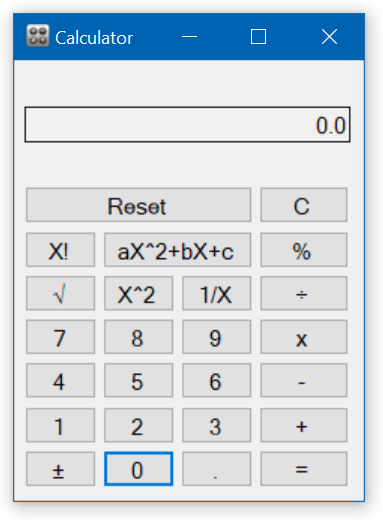 Calculator
0.0
Reset C
X! aX^2+bX+c %
√ X^2 1/X ÷
7 8 9 x
4 5 6 -
1 2 3 +
± 0 . =